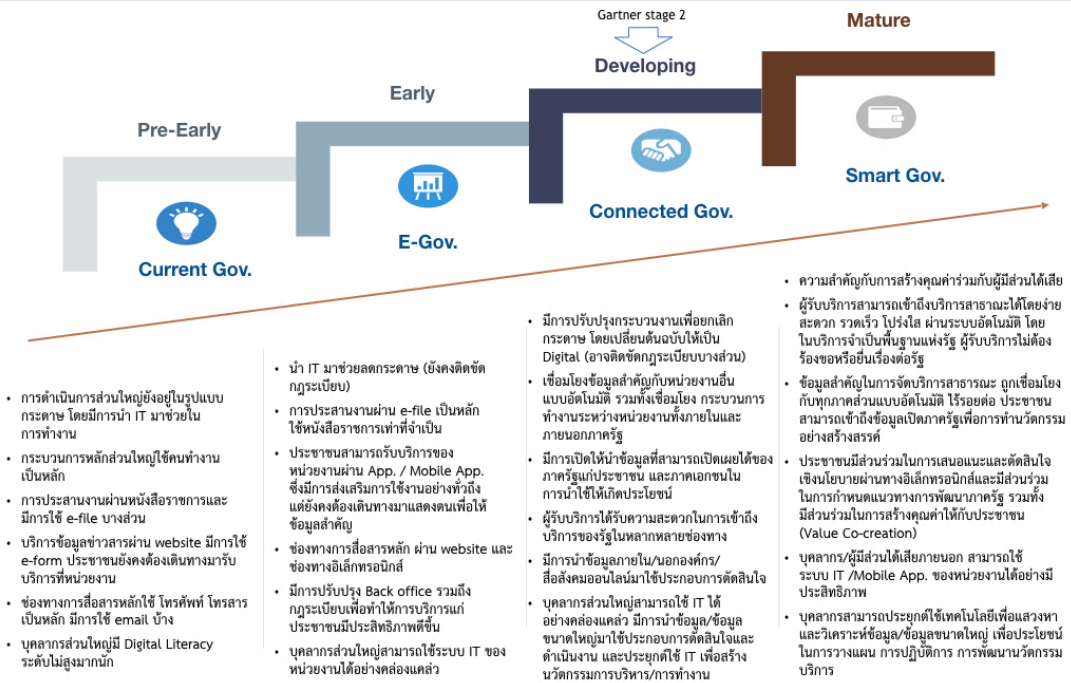 Gartner stage 2
Mature
Developing
Early
Pre-Early
Smart Gov.
Connected Gov.
E-Gov.
Current Gov.
• การดำเนินการส่วนใหญ่ยังอยู่ในรูปแบบ
กระดาษ โดยมีการนำ IT มาช่วยใน
การทำงาน
• กระบวนการหลักส่วนใหญ่ใช้คนทำงาน
เป็นหลัก
• การประสานงานผ่านหนังสือราชการและ
มีการใช้ e-file บางส่วน
• บริการข้อมูลข่าวสารผ่าน website มีการใช้
e-form ประชาชนยังคงต้องเดินทางมารับ
บริการที่หน่วยงาน
• ช่องทางการสื่อสารหลักใช้ โทรศัพท์ โทรสาร
เป็นหลัก มีการใช้ email บ้าง
• บุคลากรส่วนใหญ่มี Digital Literacy
ระดับไม่สูงมากนัก
• นำ IT มาช่วยลดกระดาษ (ยังคงติดขัด
กฎระเบียบ)
• การประสานงานผ่าน e-file เป็นหลัก
ใช้หนังสือราชการเท่าที่จำเป็น
• ประชาชนสามารถรับบริการของ
หน่วยงานผ่าน App. / Mobile App.
ซึ่งมีการส่งเสริมการใช้งานอย่างทั่วถึง
แต่ยังคงต้องเดินทางมาแสดงตนเพื่อให้
ข้อมูลสำคัญ
• ช่องทางการสื่อสารหลัก ผ่าน website และ
ช่องทางอิเล็กทรอนิกส์
• มีการปรับปรุง Back office รวมถึง
กฎระเบียบเพื่อทำให้การบริการแก่
ประชาชนมีประสิทธิภาพดีขึ้น
• บุคลากรส่วนใหญ่สามารถใช้ระบบ IT ของ
หน่วยงานได้อย่างคล่องแคล่ว
• มีการปรับปรุงกระบวนงานเพื่อยกเลิก
กระดาษ โดยเปลี่ยนต้นฉบับให้เป็น
Digital (อาจติดขัดกฎระเบียบบางส่วน)
• เชื่อมโยงข้อมูลสำคัญกับหน่วยงานอื่น
แบบอัตโนมัติ รวมทั้งเชื่อมโยง กระบวนการ
ทำงานระหว่างหน่วยงานทั้งภายในและ
ภายนอกภาครัฐ
• มีการเปิดให้นำข้อมูลที่สามารถเปิดเผยได้ของ
ภาครัฐแก่ประชาชน และภาคเอกชนใน
การนำใช้ให้เกิดประโยชน์
• ผู้รับบริการได้รับความสะดวกในการเข้าถึง
บริการของรัฐในหลากหลายช่องทาง
• มีการนำข้อมูลภายใน/นอกองค์กร/
สื่อสังคมออนไลน์มาใช้ประกอบการตัดสินใจ
• บุคลากรส่วนใหญ่สามารถใช้ IT ได้
อย่างคล่องแคล่ว มีการนำข้อมูล/ข้อมูล
ขนาดใหญ่มาใช้ประกอบการตัดสินใจและ
ดำเนินงาน และประยุกต์ใช้ IT เพื่อสร้าง
นวัตกรรมการบริหาร/การทำงาน
• ความสำคัญกับการสร้างคุณค่าร่วมกับผู้มีส่วนได้เสีย
• ผู้รับบริการสามารถเข้าถึงบริการสาธาณะได้โดยง่าย
สะดวก รวดเร็ว โปร่งใส ผ่านระบบอัตโนมัติ โดย
ในบริการจำเป็นพื้นฐานแห่งรัฐ ผู้รับบริการไม่ต้อง
ร้องขอหรือยื่นเรื่องต่อรัฐ
• ข้อมูลสำคัญในการจัดบริการสาธารณะ ถูกเชื่อมโยง
กับทุกภาคส่วนแบบอัตโนมัติ ไร้รอยต่อ ประชาชน
สามารถเข้าถึงข้อมูลเปิดภาครัฐเพื่อการทำนวัตกรรม
อย่างสร้างสรรค์
• ประชาชนมีส่วนร่วมในการเสนอแนะและตัดสินใจ
เชิงนโยบายผ่านทางอิเล็กทรอนิกส์และมีส่วนร่วม
ในการกำหนดแนวทางการพัฒนาภาครัฐ รวมทั้ง
มีส่วนร่วมในการสร้างคุณค่าให้กับประชาชน
(Value Co-creation)
• บุคลากร/ผู้มีส่วนได้เสียภายนอก สามารถใช้
ระบบ IT /Mobile App. ของหน่วยงานได้อย่างมี
ประสิทธิภาพ
• บุคลากรสามารถประยุกต์ใช้เทคโนโลยีเพื่อแสวงหา
และวิเคราะห์ข้อมูล/ข้อมูลขนาดใหญ่ เพื่อประโยชน์
ในการวางแผน การปฏิบัติการ การพัฒนานวัตกรรม
บริการ